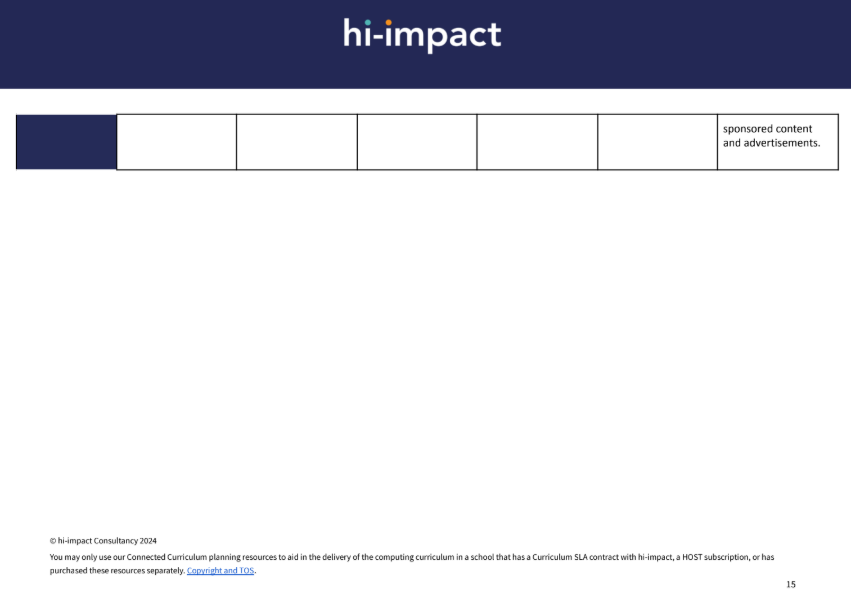 hi-impact
sponsored content
and advertisements.
© hi-impact Consultancy 2024
You may only use our Connected Curriculum planning resources to aid in the delivery of the computing curriculum in a school that has a Curriculum SLA contract with hi-impact, a HOST subscription, or has
purchased these resources separately. Copyright and TOS.
15